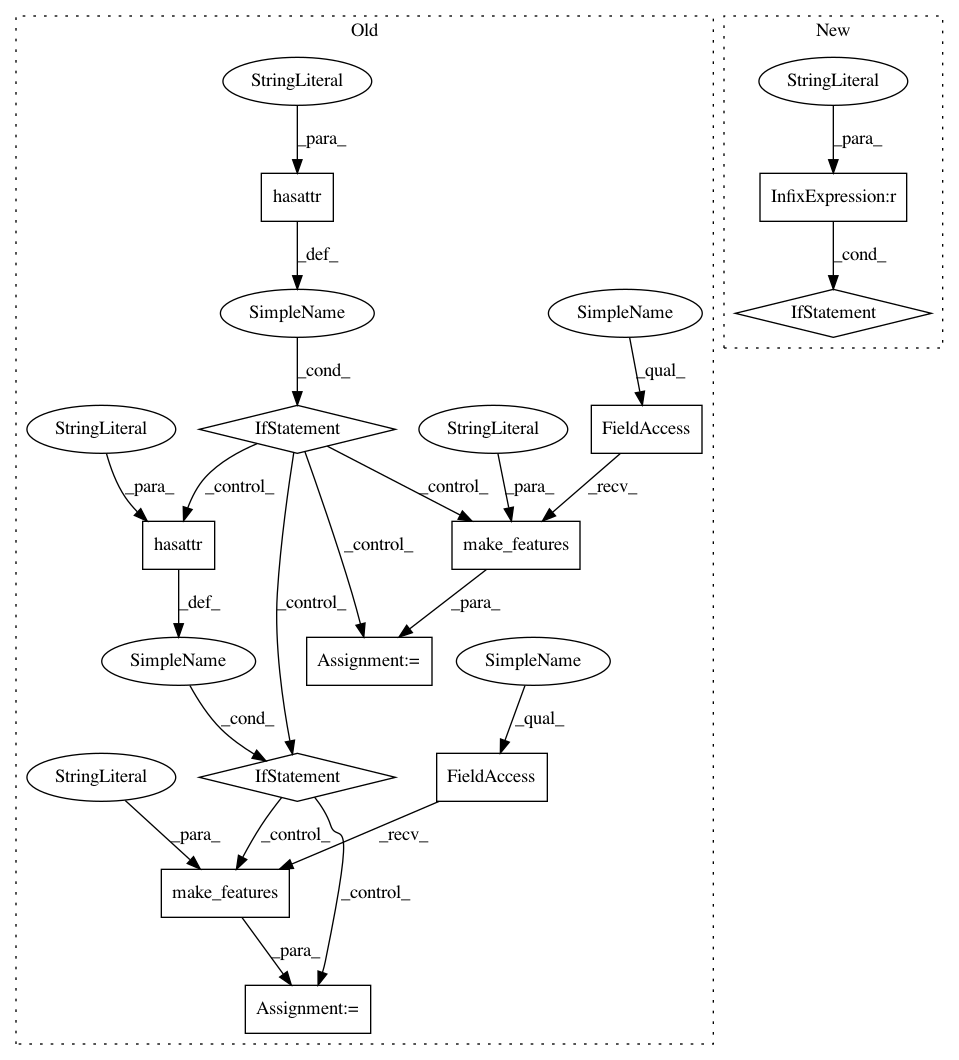 Old
New
StringLiteral
StringLiteral
_para_
_para_
hasattr
InfixExpression:r
_def_
_cond_
SimpleName
SimpleName
IfStatement
_cond_
_qual_
StringLiteral
IfStatement
StringLiteral
FieldAccess
_para_
_control_
_control_
_para_
_recv_
hasattr
_control_
make_features
_def_
_control_
_para_
SimpleName
Assignment:=
SimpleName
_cond_
_qual_
StringLiteral
IfStatement
FieldAccess
_para_
_control_
_recv_
make_features
_control_
_para_
Assignment:=